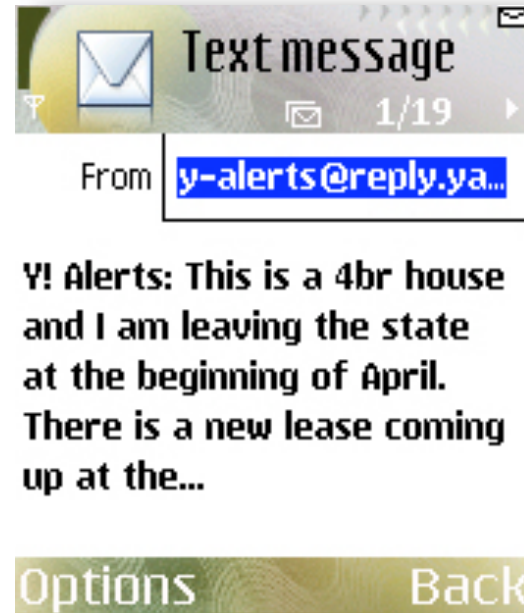 Text message
1/19
From y-alerts@reply.ya...
Y! Alerts: This is a 4br house
and I am leaving the state
at the beginning of April.
There is a new lease coming
up at the...
Options Back